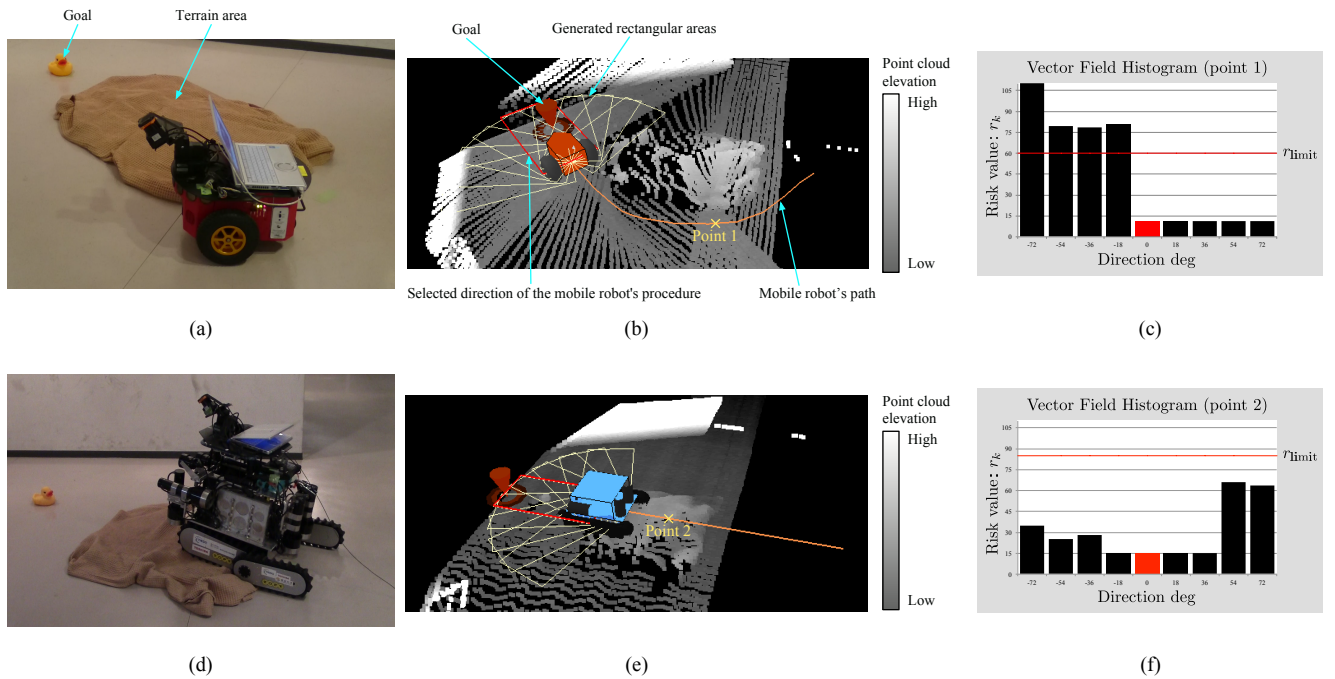 Goal
Terrain area
Goal
Generated rectangular areas
Point 1
Point cloud
elevation
High
Low
Selected direction of the mobile robot's procedure
Mobile robot's path
Vector Field Histogram (point 1)
Risk value: r_k
105
90
75
60
45
30
15
0
r_limit
-72 -54 -36 -18 0 18 36 -54 72
Direction deg
(a)
(b)
(c)
Point 2
Point cloud
elevation
High
Low
Vector Field Histogram (point 2)
Risk value: r_k
105
90
75
60
45
30
15
0
r_limit
-72 -54 -36 -18 0 18 36 54 72
Direction deg
(d)
(e)
(f)